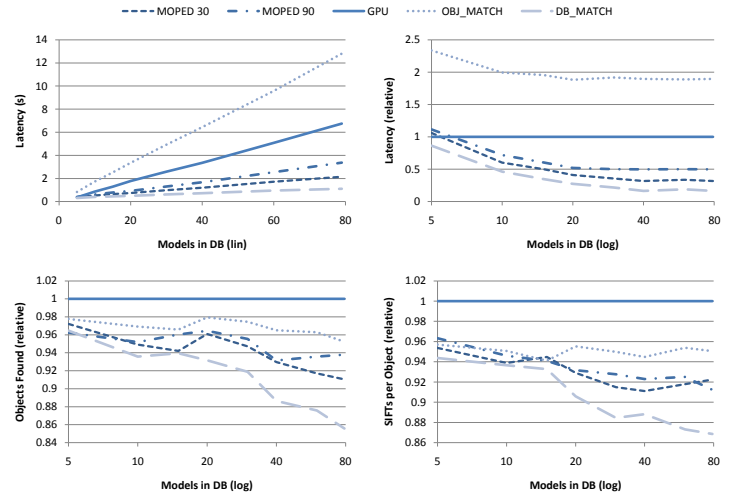 MOPED 30 MOPED 90 GPU OBJ_MATCH DB_MATCH
14
12
10
8
6
4
2
0
Latency (s)
0 20 40 60 80
Models in DB (lin)
2.5
2
1.5
1
0.5
0
Latency (relative)
5 10 20 40 80
Models in DB (log)
1.02
1
0.98
0.96
0.94
0.92
0.9
0.88
0.86
0.84
Objects Found (relative)
5 10 20 40 80
Models in DB (log)
1.02
1
0.98
0.96
0.94
0.92
0.9
0.88
0.86
SIFTs per Object (relative)
5 10 20 40 80
Models in DB (log)